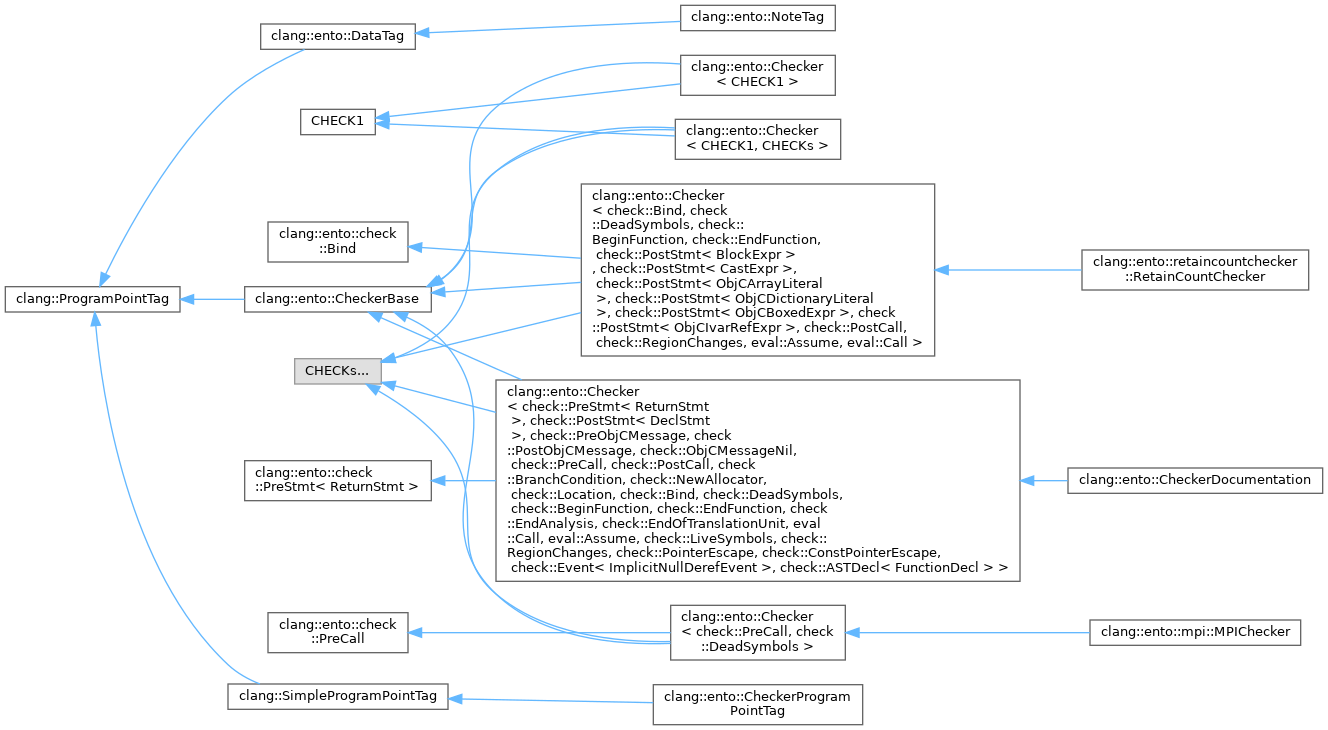 clang::ento::NoteTag
clang::ento::DataTag
clang::ento::Checker
< CHECK1 >
CHECK1
clang::ento::Checker
< CHECK1, CHECKs >
clang::ento::Checker
< check::Bind, check
::DeadSymbols, check::
BeginFunction, check::EndFunction,
check::PostStmt< BlockExpr >
, check::PostStmt< CastExpr >,
check::PostStmt< ObjCArrayLiteral
>, check::PostStmt< ObjCDictionaryLiteral
>, check::PostStmt< ObjCBoxedExpr >, check
::PostStmt< ObjCIvarRefExpr >, check::PostCall,
check::RegionChanges, eval::Assume, eval::Call >
clang::ento::check
::Bind
clang::ento::retaincountchecker
::RetainCountChecker
clang::ProgramPointTag
clang::ento::CheckerBase
CHECKs...
clang::ento::Checker
< check::PreStmt< ReturnStmt
>, check::PostStmt< DeclStmt
>, check::PreObjCMessage, check
::PostObjCMessage, check::ObjCMessageNil,
check::PreCall, check::PostCall, check
::BranchCondition, check::NewAllocator,
check::Location, check::Bind, check::DeadSymbols,
check::BeginFunction, check::EndFunction, check
::EndAnalysis, check::EndOfTranslationUnit, eval
::Call, eval::Assume, check::LiveSymbols, check::
RegionChanges, check::PointerEscape, check::ConstPointerEscape,
check::Event< ImplicitNullDerefEvent >, check::ASTDecl< FunctionDecl > >
clang::ento::check
::PreStmt< ReturnStmt >
clang::ento::CheckerDocumentation
clang::ento::check
::PreCall
clang::ento::Checker
< check::PreCall, check
::DeadSymbols >
clang::ento::mpi::MPIChecker
clang::SimpleProgramPointTag
clang::ento::CheckerProgram
PointTag